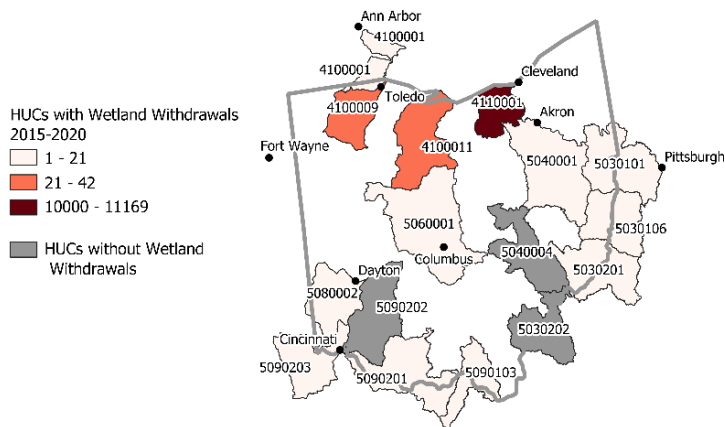 Ann Arbor
4100001
4100001
Toledo
Cleveland
HUCs with Wetland Withdrawals
2015-2020
1 - 21
21 - 42
10000 - 11169
HUCs without Wetland
Withdrawals
4100009
4110001
Akron
4100011
Fort Wayne
5040001
5030101
Pittsburgh
5060001
5030106
Columbus
5040004
5030201
Dayton
5080002
5090202
5030202
Cincinnati
5090203
5090201
5090103